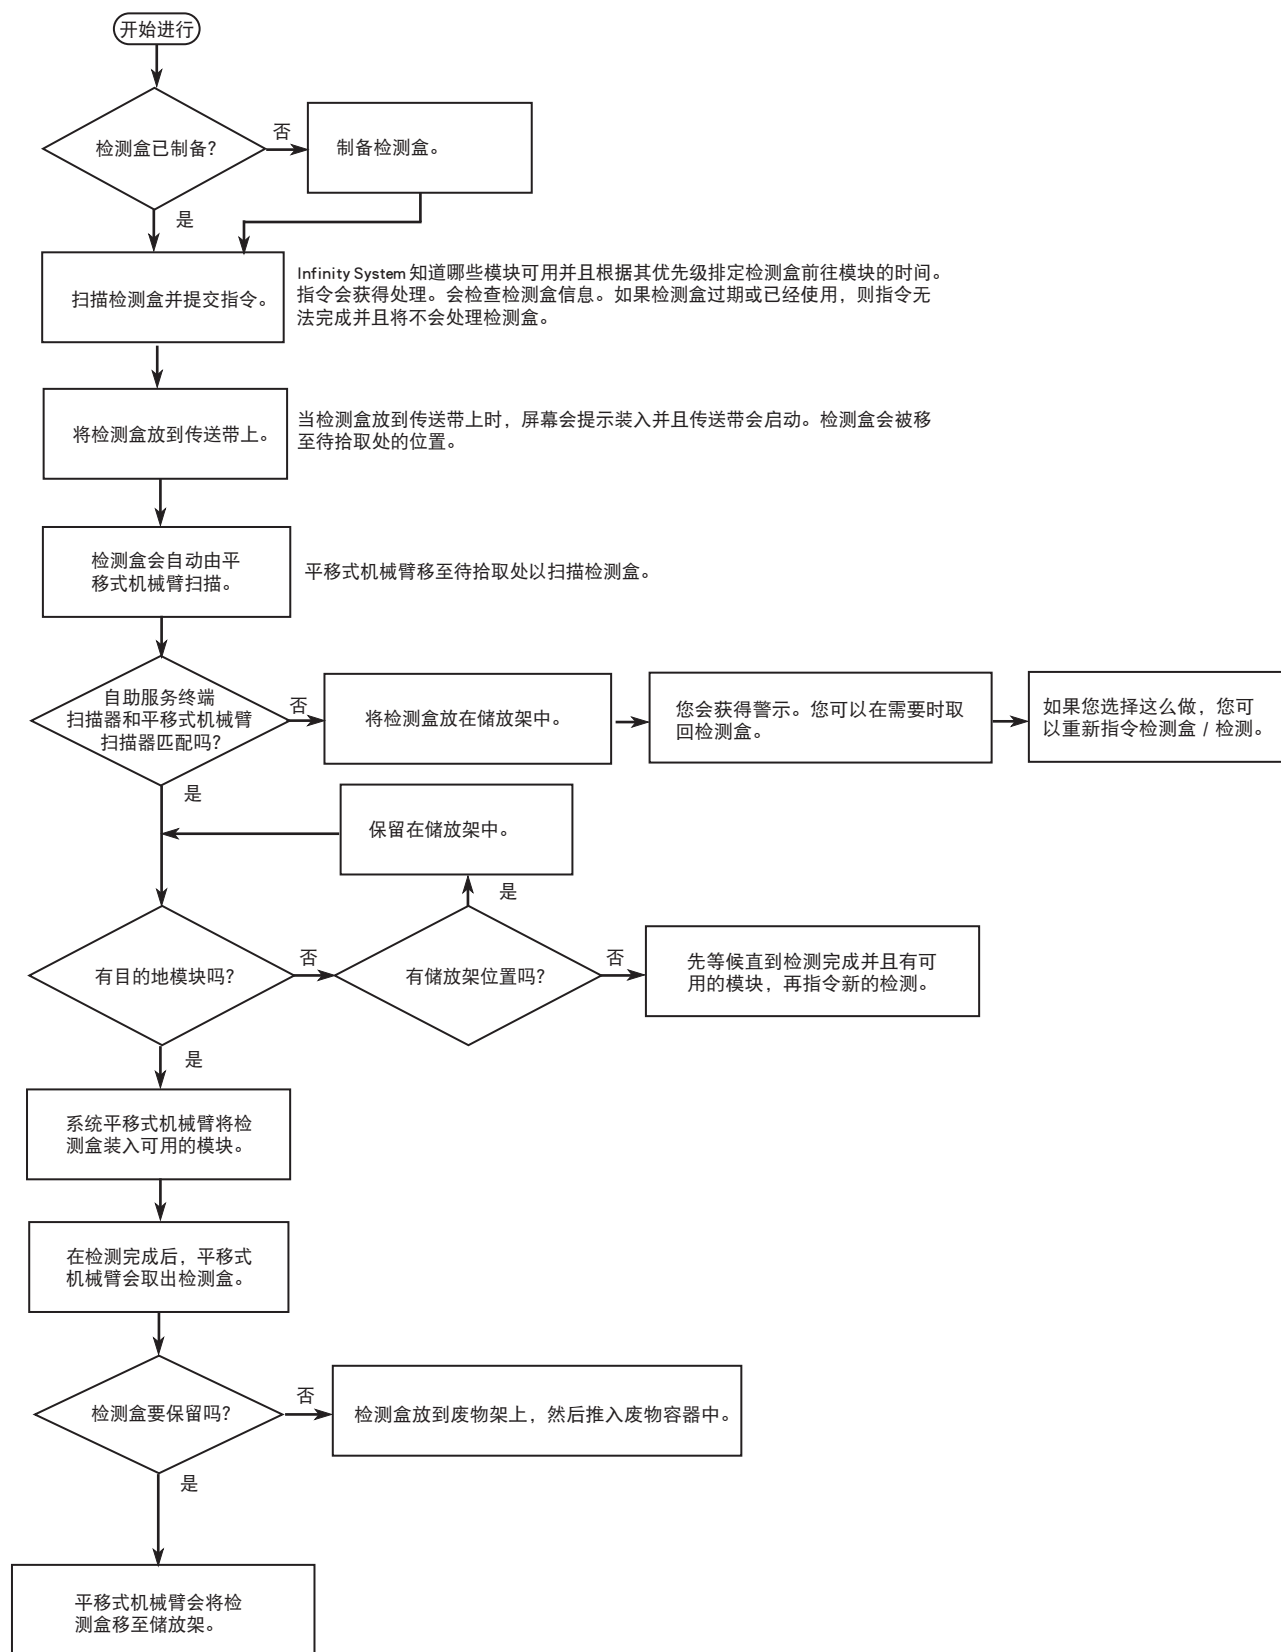 开始进行
检测盒已制备?
否
制备检测盒。
是
扫描检测盒并提交指令。
Infinity System 知道哪些模块可用并且根据其优先级排定检测盒前往模块的时间。
指令会获得处理。会检查检测盒信息。如果检测盒过期或已经使用，则指令无
法完成并且将不会处理检测盒。
将检测盒放到传送带上。
当检测盒放到传送带上时，屏幕会提示装入并且传送带会启动。检测盒会被移
至待拾取处的位置。
检测盒会自动由平
移式机械臂扫描。
平移式机械臂移至待拾取处以扫描检测盒。
自助服务终端
扫描器和平移式机械臂
扫描器匹配吗?
否
将检测盒放在储放架中。
您会获得警示。您可以在需要时取
回检测盒。
如果您选择这么做，您可
以重新指令检测盒 / 检测。
是
保留在储放架中。
是
有目的地模块吗?
否
有储放架位置吗?
否
先等候直到检测完成并且有可
用的模块，再指令新的检测。
是
系统平移式机械臂将检
测盒装入可用的模块。
在检测完成后，平移式
机械臂会取出检测盒。
检测盒要保留吗?
否
检测盒放到废物架上，然后推入废物容器中。
是
平移式机械臂会将检
测盒移至储放架。